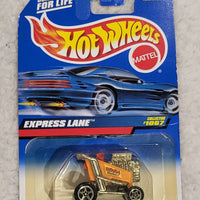 FOR LIFE
Hot Wheels
MATTEL
EXPRESS LANE
COLLECTOR
#1067